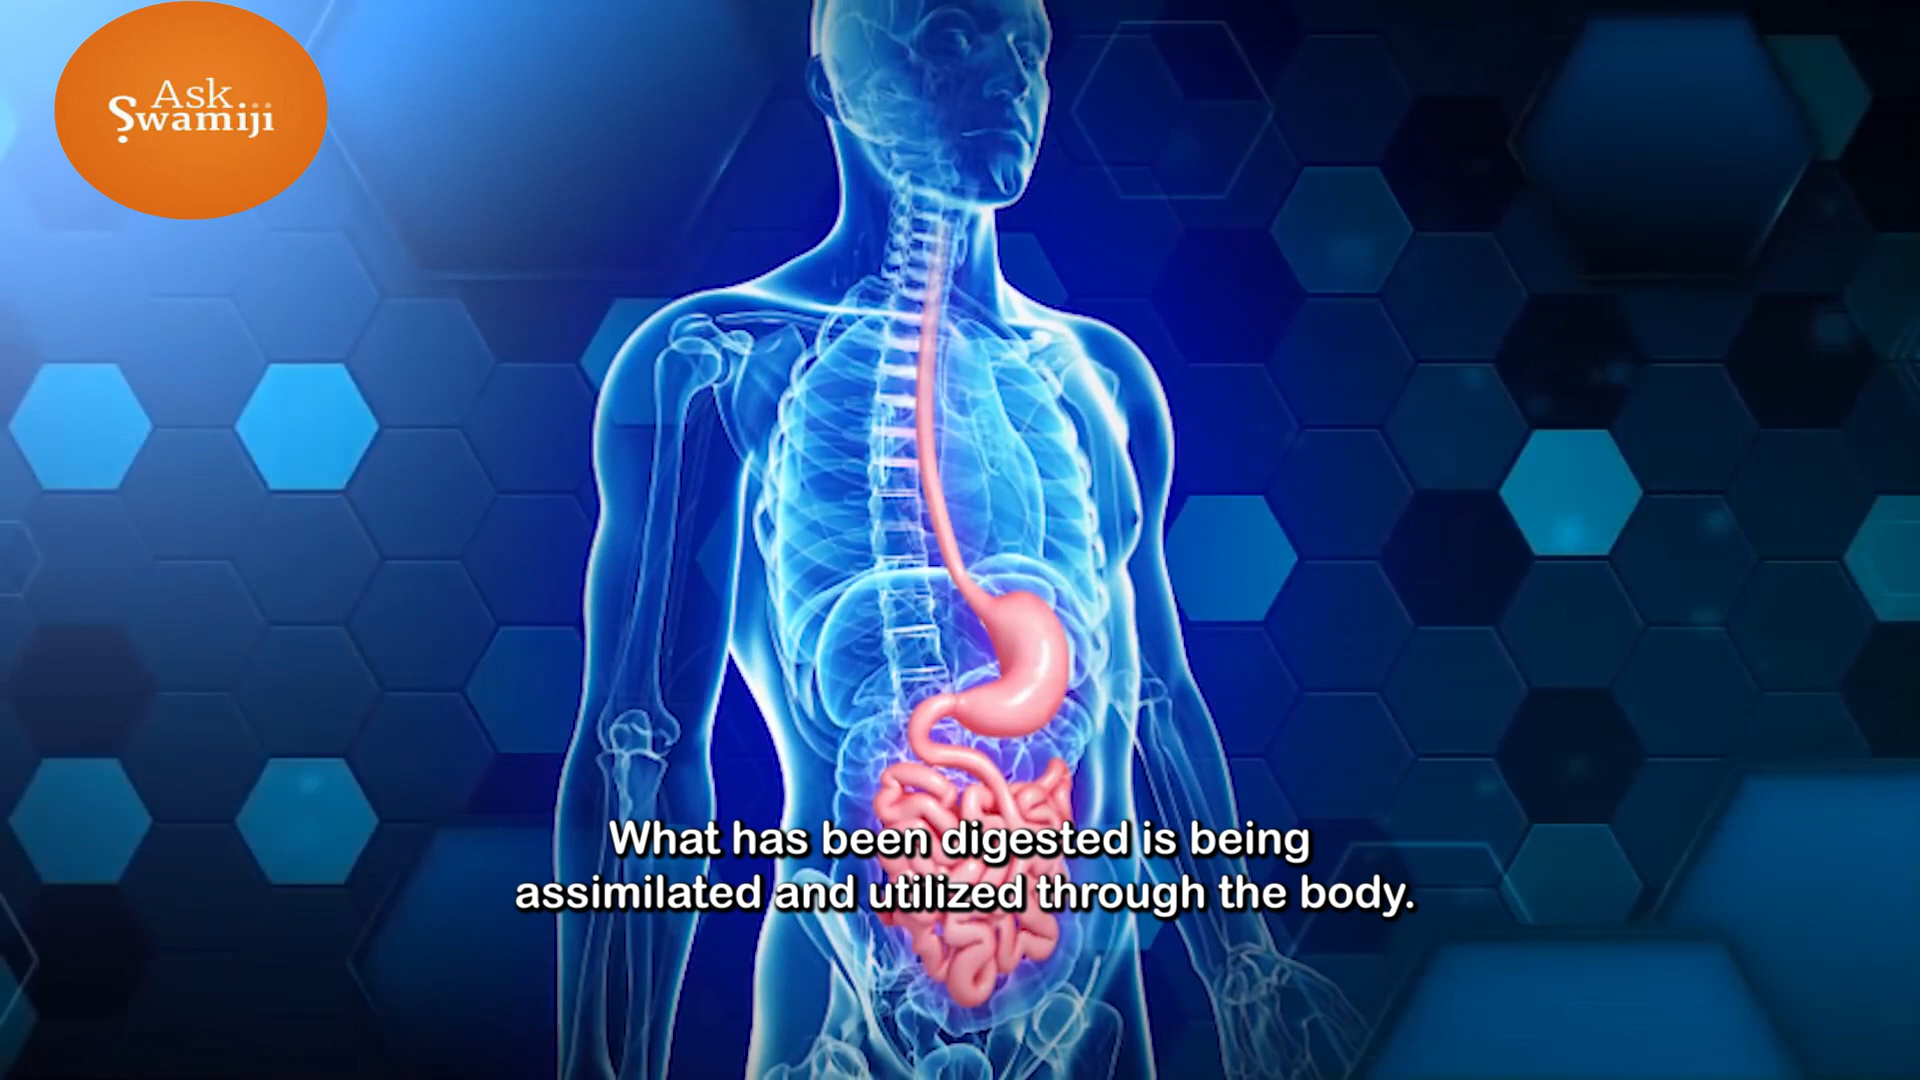 Ask
Swamiji
What has been digested is being
assimilated and utilized through the body.